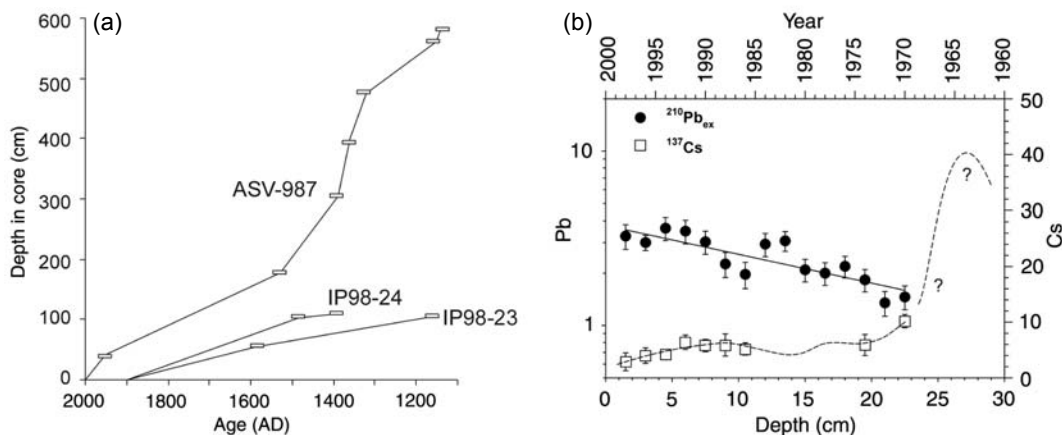 (a)
600
500
400
300
200
100
0
Depth in core (cm)
ASV-987
IP98-24
IP98-23
2000 1800 1600 1400 1200
Age (AD)
(b)
Year
2000 1995 1990 1985 1980 1975 1970 1965 1960
²¹⁰Pbₑₓ
¹³⁷Cs
10
1
Pb
?
?
50
40
30
20
10
0
Cs
0 5 10 15 20 25 30
Depth (cm)